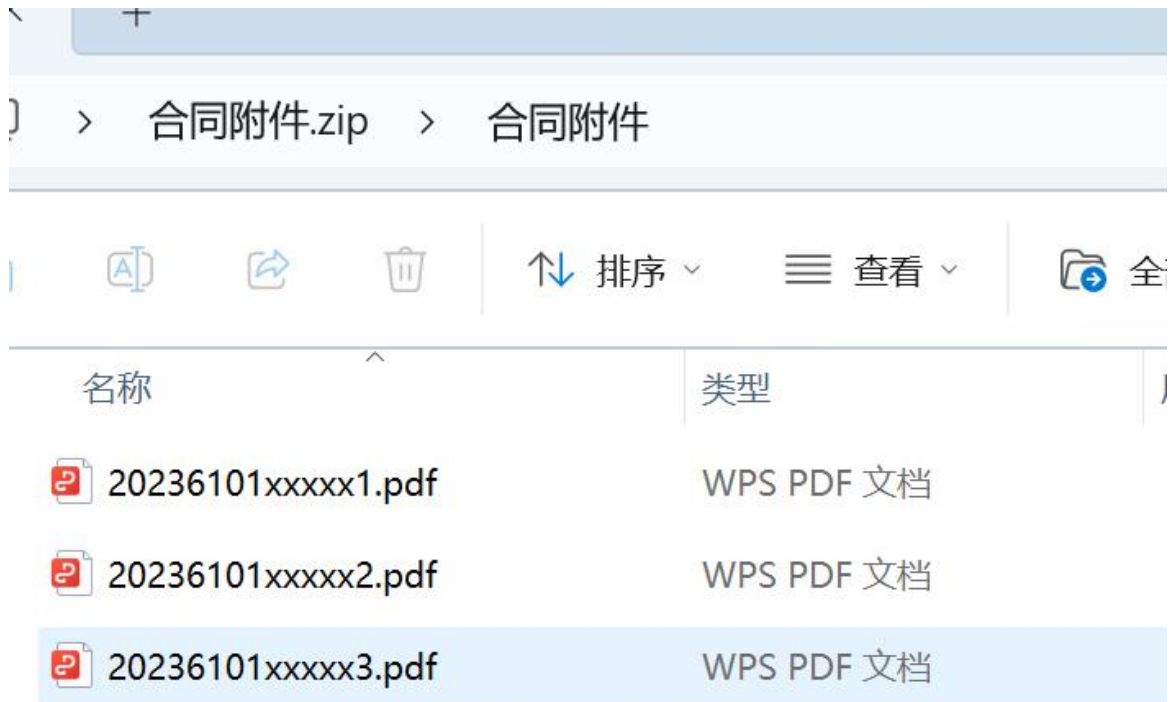 合同附件.zip 合同附件
排序 查看 全
名称 类型
20236101xxxxx1.pdf WPS PDF 文档
20236101xxxxx2.pdf WPS PDF 文档
20236101xxxxx3.pdf WPS PDF 文档